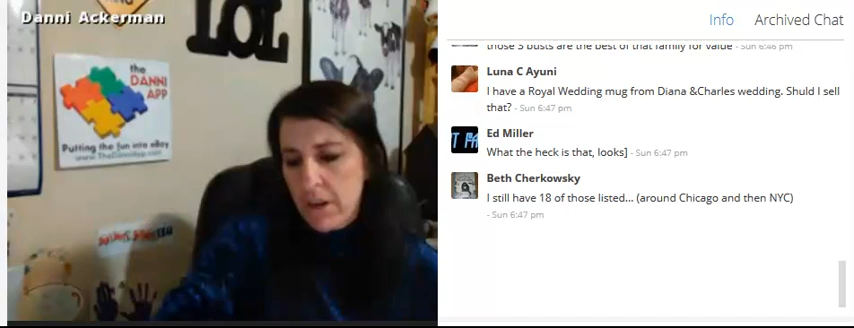 Danni Ackerman
LOL
the
DANNI
APP
Putting the fun into eBay
www.TheDanniApp.com
Info Archived Chat
those 3 busts are the best of that family for value - Sun 6:46 pm
Luna C Ayuni
I have a Royal Wedding mug from Diana &Charles wedding. Shuld I sell
that? - Sun 6:47 pm
Ed Miller
What the heck is that, looks] - Sun 6:47 pm
Beth Cherkowsky
I still have 18 of those listed... (around Chicago and then NYC)
- Sun 6:47 pm